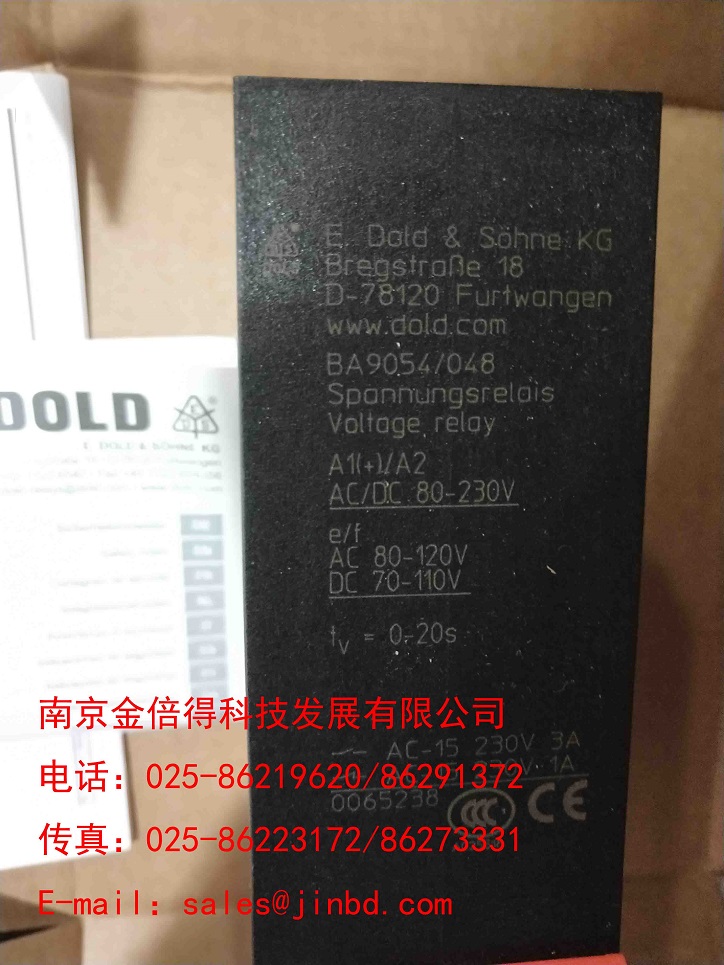 E. Dold & Söhne KG
Bregstraße 18
D-78120 Furtwangen
www.dold.com
BA9054/048
Spannungsrelais
Voltage relay
A1(+)/A2
AC/DC 80-230V
e/f
AC 80-120V
DC 70-110V
tv = 0-20s
AC-15 230V 3A
230V 1A
0065238
CCC CE
DOLD
E. DOLD & SÖHNE KG
南京金倍得科技发展有限公司
电话：025-86219620/86291372
传真：025-86223172/86273331
E-mail：sales@jinbd.com